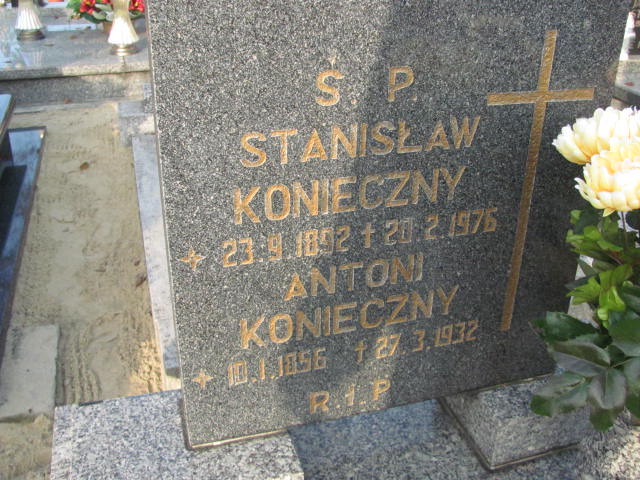 Ś. P.
STANISŁAW
KONIECZNY
✶ 23.9.1892 ✝ 20.2.1976
ANTONI
KONIECZNY
✶ 10.1.1856 ✝ 27.3.1932
R.I.P